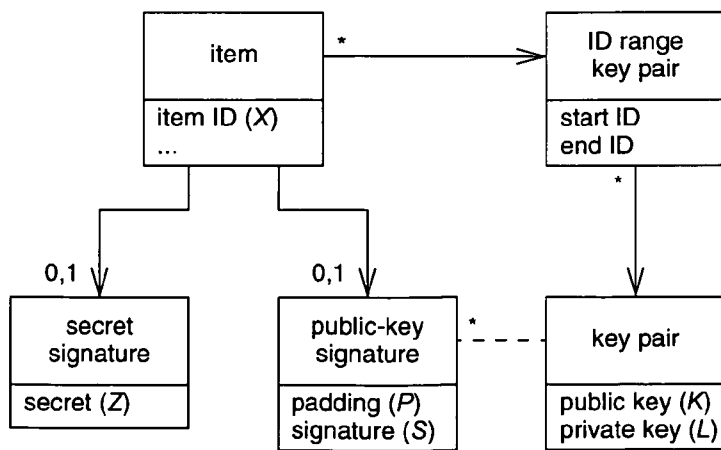 item
*
ID range
key pair
item ID (X)
...
start ID
end ID
*
0,1
0,1
secret
signature
public-key
signature
*
key pair
secret (Z)
padding (P)
signature (S)
public key (K)
private key (L)